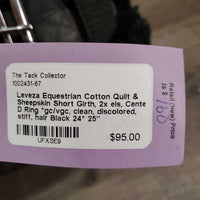 The Tack Collector
1002431-67
Leveza Equestrian Cotton Quilt &
Sheepskin Short Girth, 2x els, Cente
D Ring *gc/vgc, clean, discolored,
stiff, hair Black 24" 25"
$95.00
UFXSE9
Retail (New) Price
is $ 160